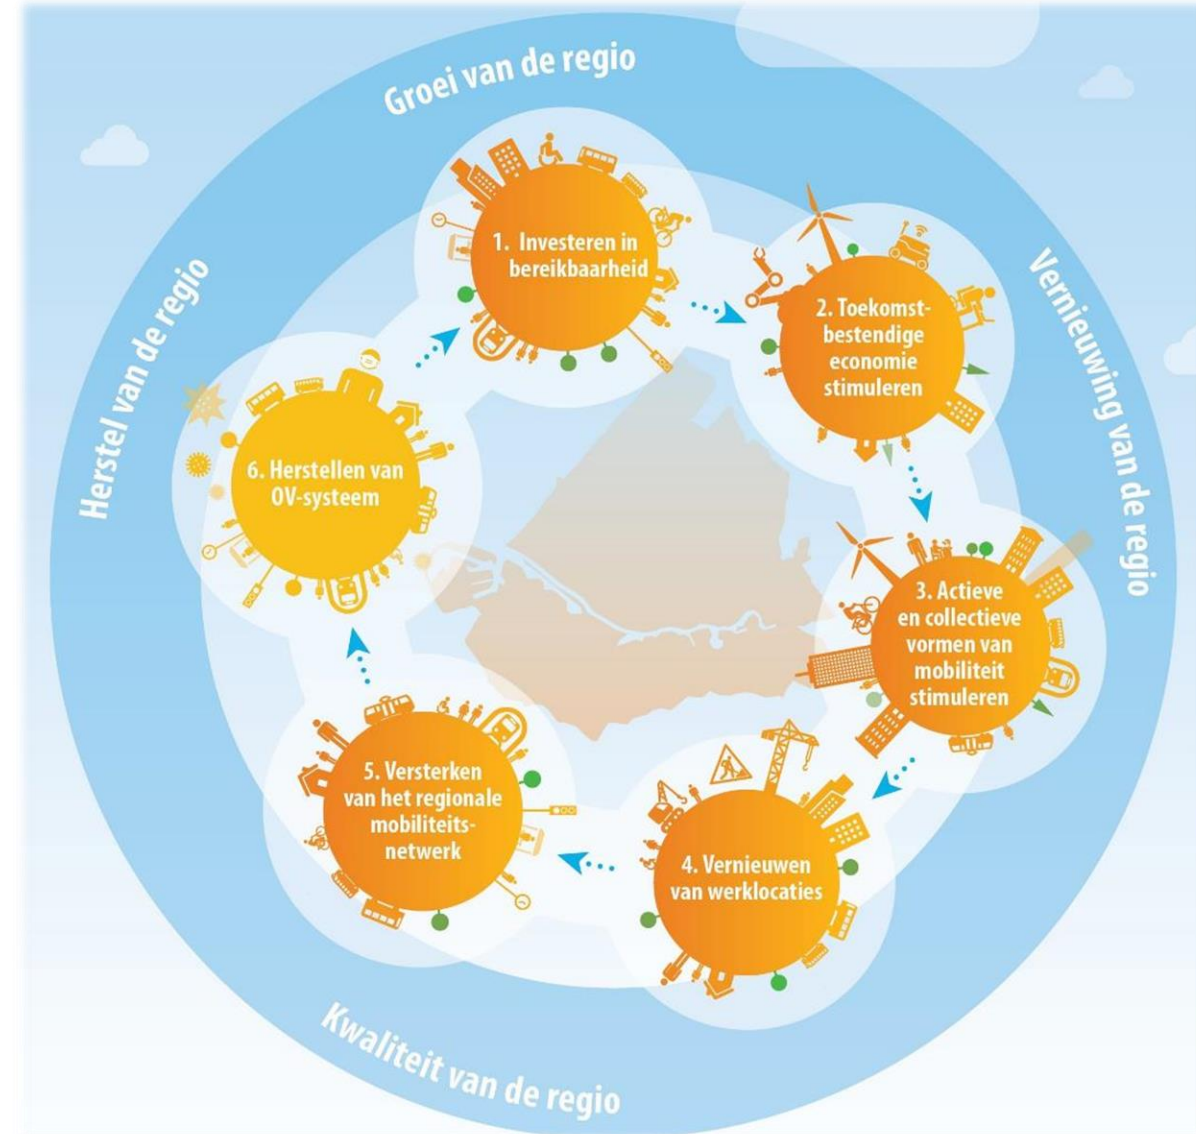 Groei van de regio
Vernieuwing van de regio
Kwaliteit van de regio
Herstel van de regio
1. Investeren in
bereikbaarheid
2. Toekomst-
bestendige
economie
stimuleren
3. Actieve
en collectieve
vormen van
mobiliteit
stimuleren
4. Vernieuwen
van werklocaties
5. Versterken
van het regionale
mobiliteits-
netwerk
6. Herstellen van
OV-systeem